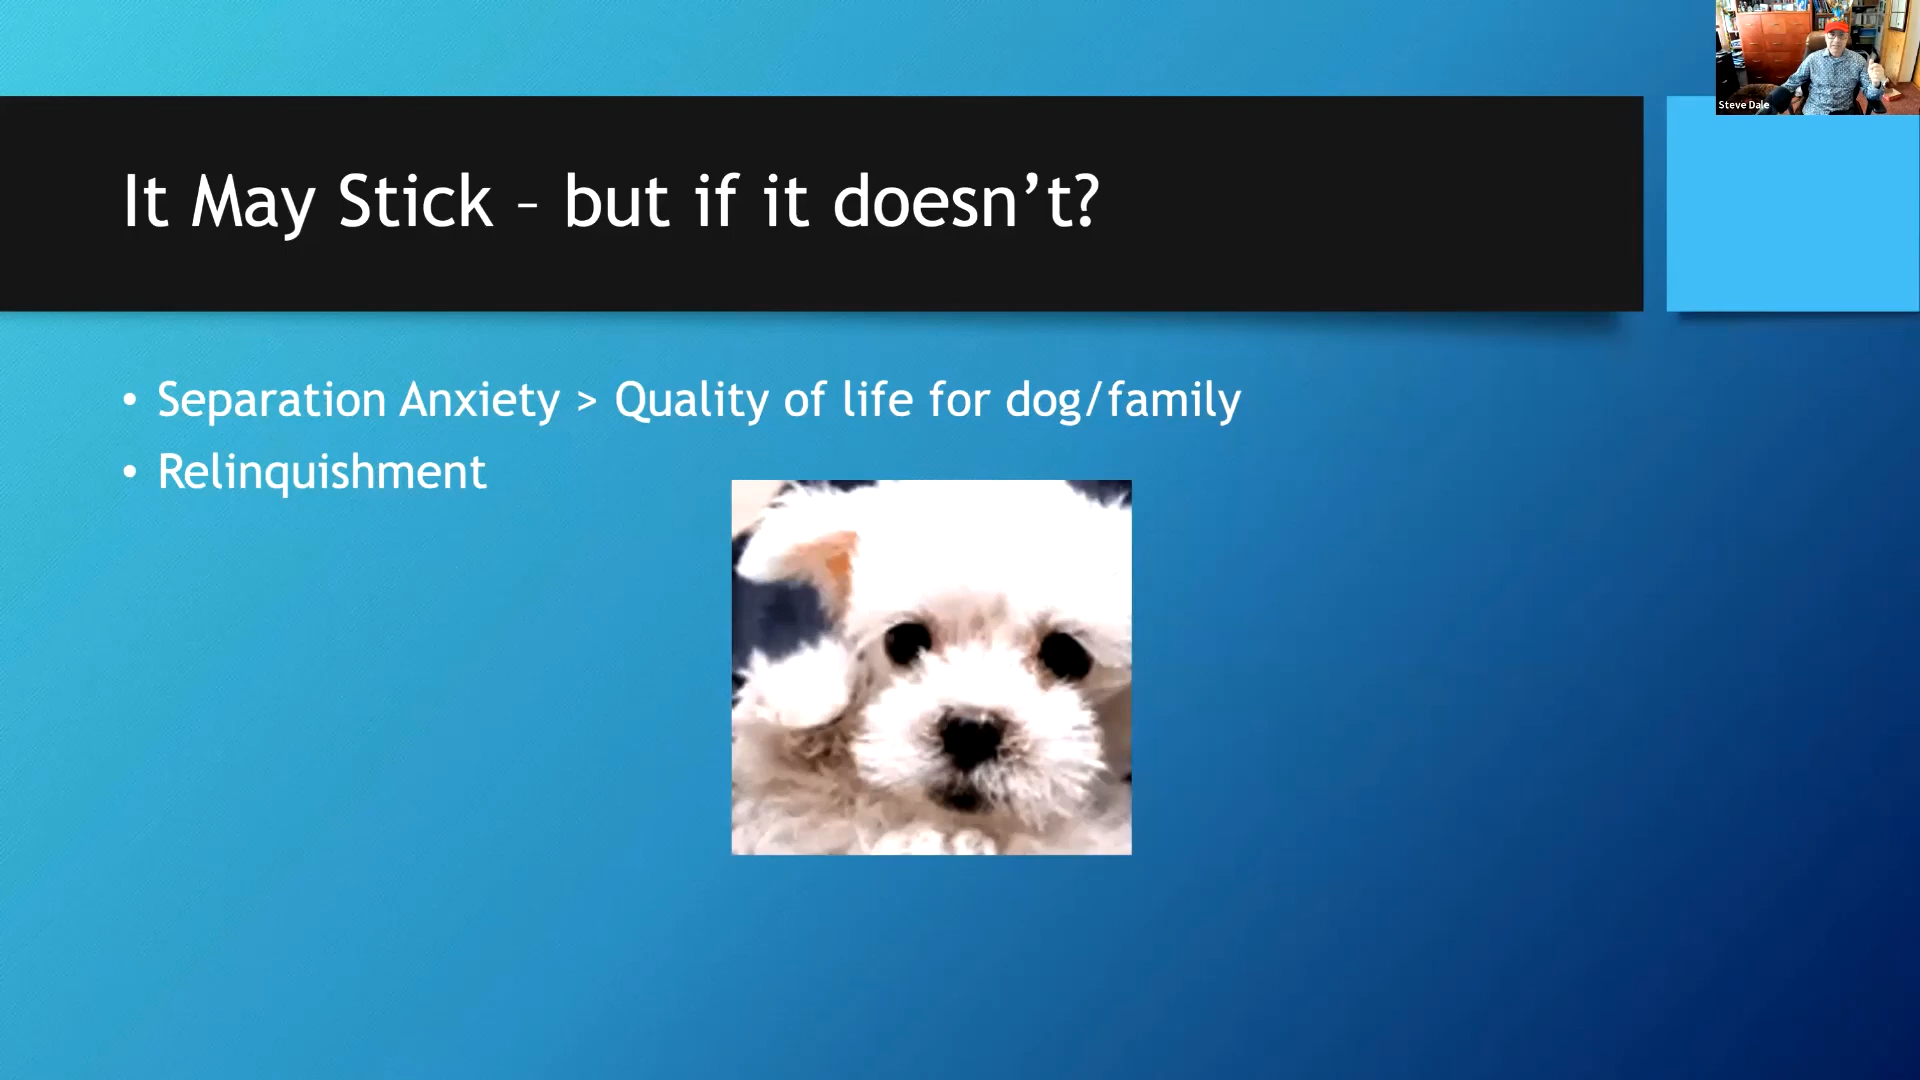 Steve Dale
It May Stick – but if it doesn’t?
• Separation Anxiety > Quality of life for dog/family
• Relinquishment